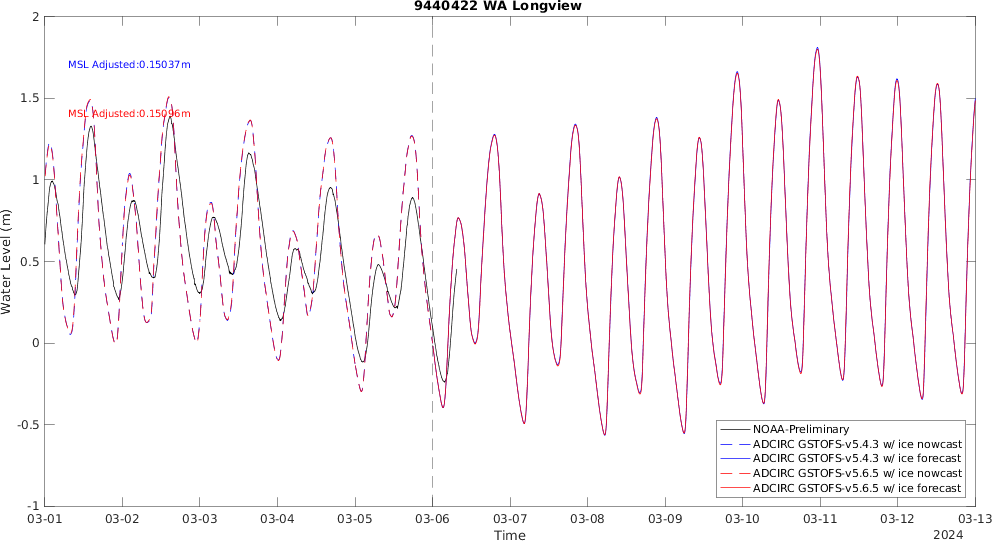 9440422 WA Longview
MSL Adjusted:0.15037m
MSL Adjusted:0.15096m
Water Level (m)
2
1.5
1
0.5
0
-0.5
-1
NOAA-Preliminary
ADCIRC GSTOFS-v5.4.3 w/ ice nowcast
ADCIRC GSTOFS-v5.4.3 w/ ice forecast
ADCIRC GSTOFS-v5.6.5 w/ ice nowcast
ADCIRC GSTOFS-v5.6.5 w/ ice forecast
03-01 03-02 03-03 03-04 03-05 03-06 03-07 03-08 03-09 03-10 03-11 03-12 03-13
Time
2024